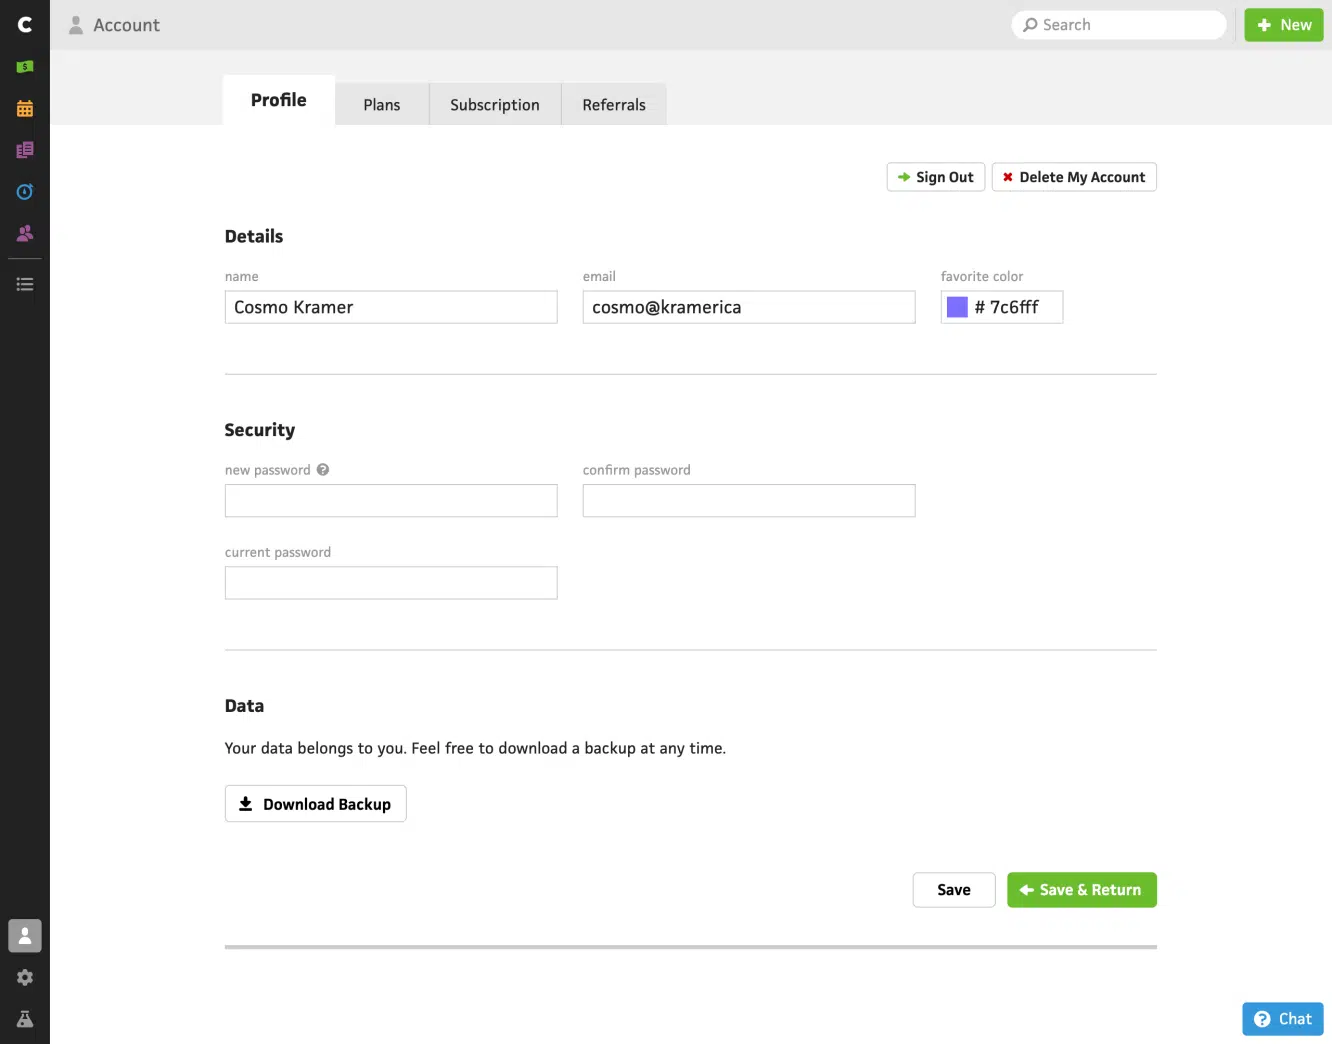 C
Account
Search
New
Profile
Plans
Subscription
Referrals
Sign Out
Delete My Account
Details
name
email
favorite color
Cosmo Kramer
cosmo@kramerica
# 7c6fff
Security
new password ?
confirm password
current password
Data
Your data belongs to you. Feel free to download a backup at any time.
Download Backup
Save
Save & Return
? Chat